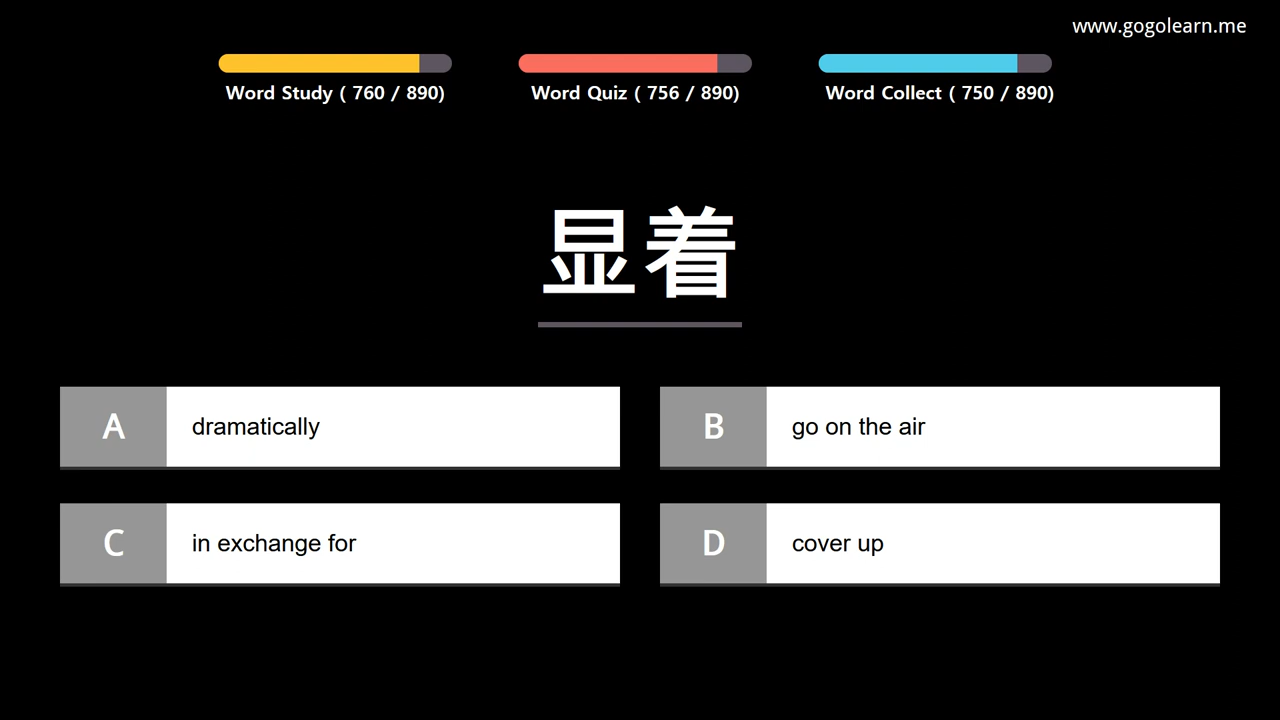 www.gogolearn.me
Word Study ( 760 / 890)
Word Quiz ( 756 / 890)
Word Collect ( 750 / 890)
显着
A dramatically
B go on the air
C in exchange for
D cover up